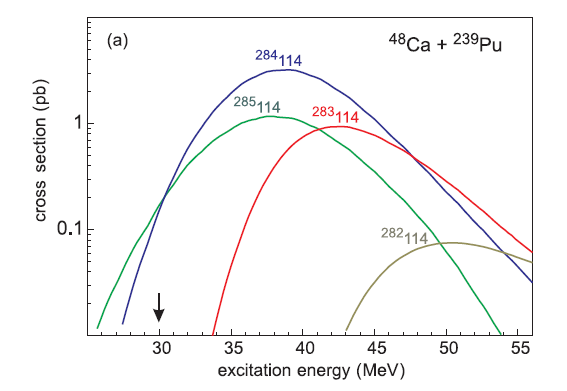 (a)
⁴⁸Ca + ²³⁹Pu
²⁸⁴114
²⁸⁵114
²⁸³114
²⁸²114
cross section (pb)
1
0.1
30 35 40 45 50 55
excitation energy (MeV)